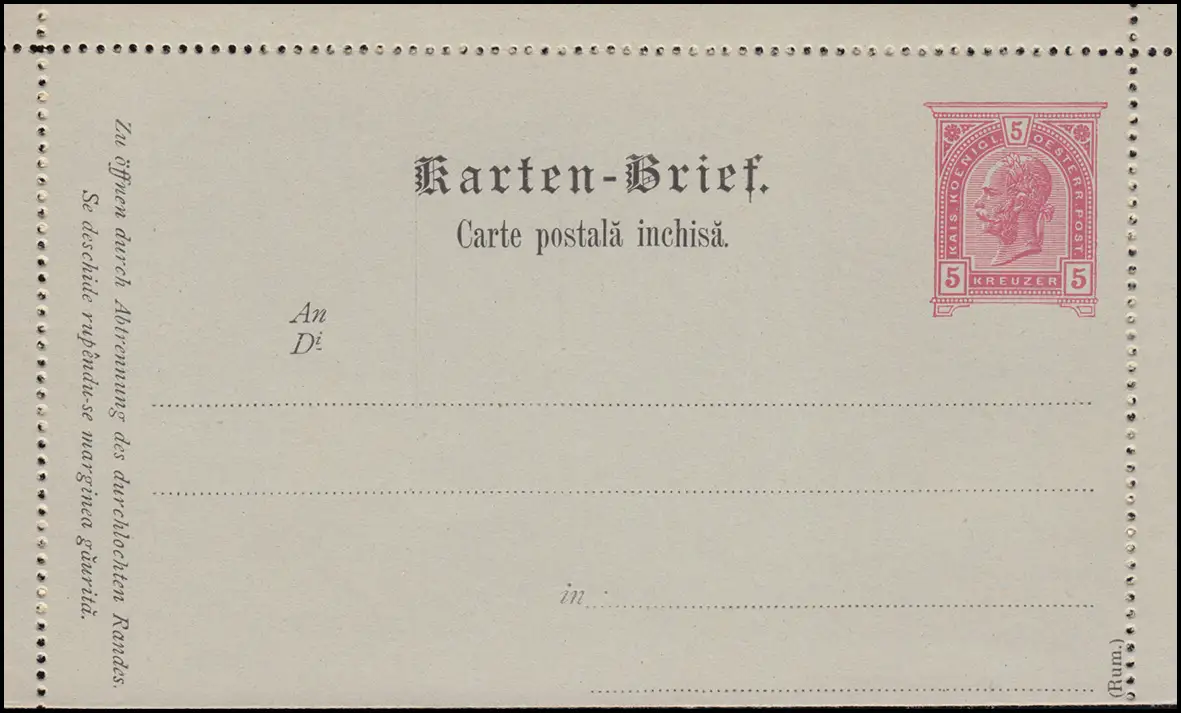 Karten-Brief.
Carte postală inchisă.
5
KAIS. KOENIGL. OESTERR. POST
5 KREUZER 5
Zu öffnen durch Abtrennung des durchlochten Randes.
Se deschide rupêndu-se marginea găurită.
An
Di
in
(Rum.)